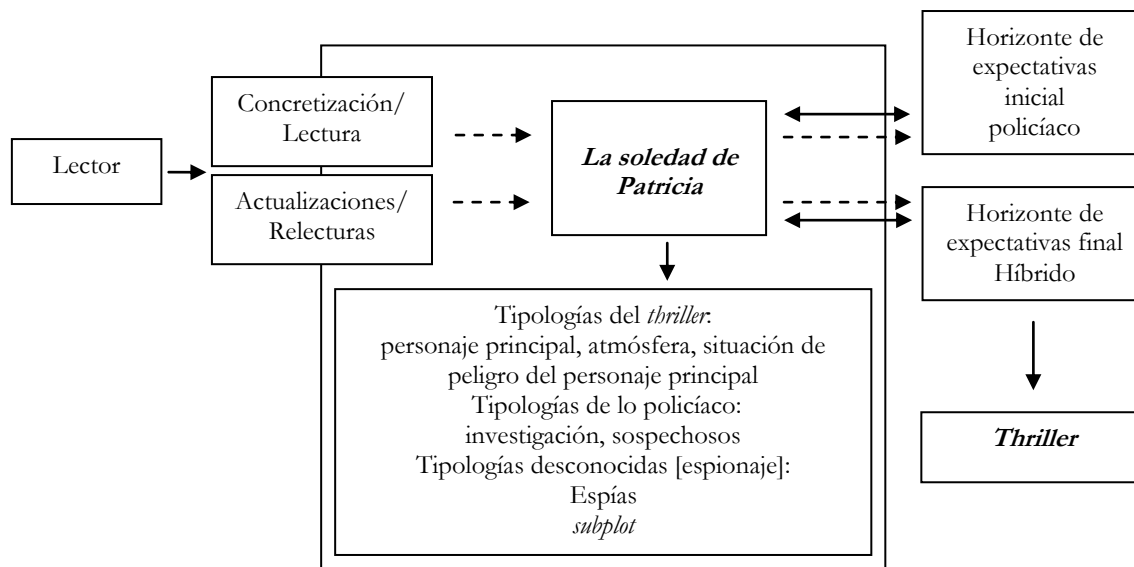 Lector
Concretización/
Lectura
Actualizaciones/
Relecturas
La soledad de
Patricia
Horizonte de
expectativas
inicial
policíaco
Horizonte de
expectativas final
Híbrido
Thriller
Tipologías del thriller:
personaje principal, atmósfera, situación de
peligro del personaje principal
Tipologías de lo policíaco:
investigación, sospechosos
Tipologías desconocidas [espionaje]:
Espías
subplot